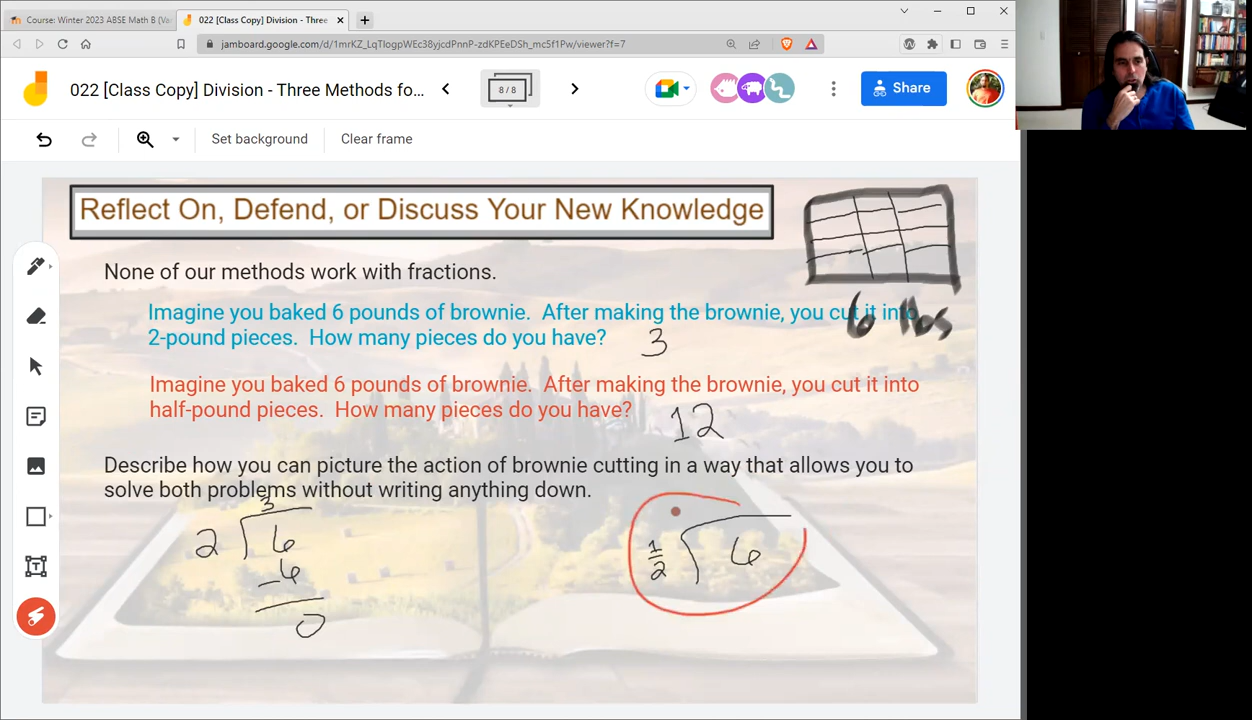 Course: Winter 2023 ABSE Math B (Va
022 [Class Copy] Division - Three
jamboard.google.com/d/1mrKZ_LqTlogpWEc38yjcdPnnP-zdKPEeDSh_mc5f1Pw/viewer?f=7
022 [Class Copy] Division - Three Methods fo...
8 / 8
Share
Set background
Clear frame
Reflect On, Defend, or Discuss Your New Knowledge
None of our methods work with fractions.
Imagine you baked 6 pounds of brownie. After making the brownie, you cut it into
6 lbs
2-pound pieces. How many pieces do you have?
3
Imagine you baked 6 pounds of brownie. After making the brownie, you cut it into
half-pound pieces. How many pieces do you have?
12
Describe how you can picture the action of brownie cutting in a way that allows you to
solve both problems without writing anything down.
3
2 6
-6
0
1/2 6